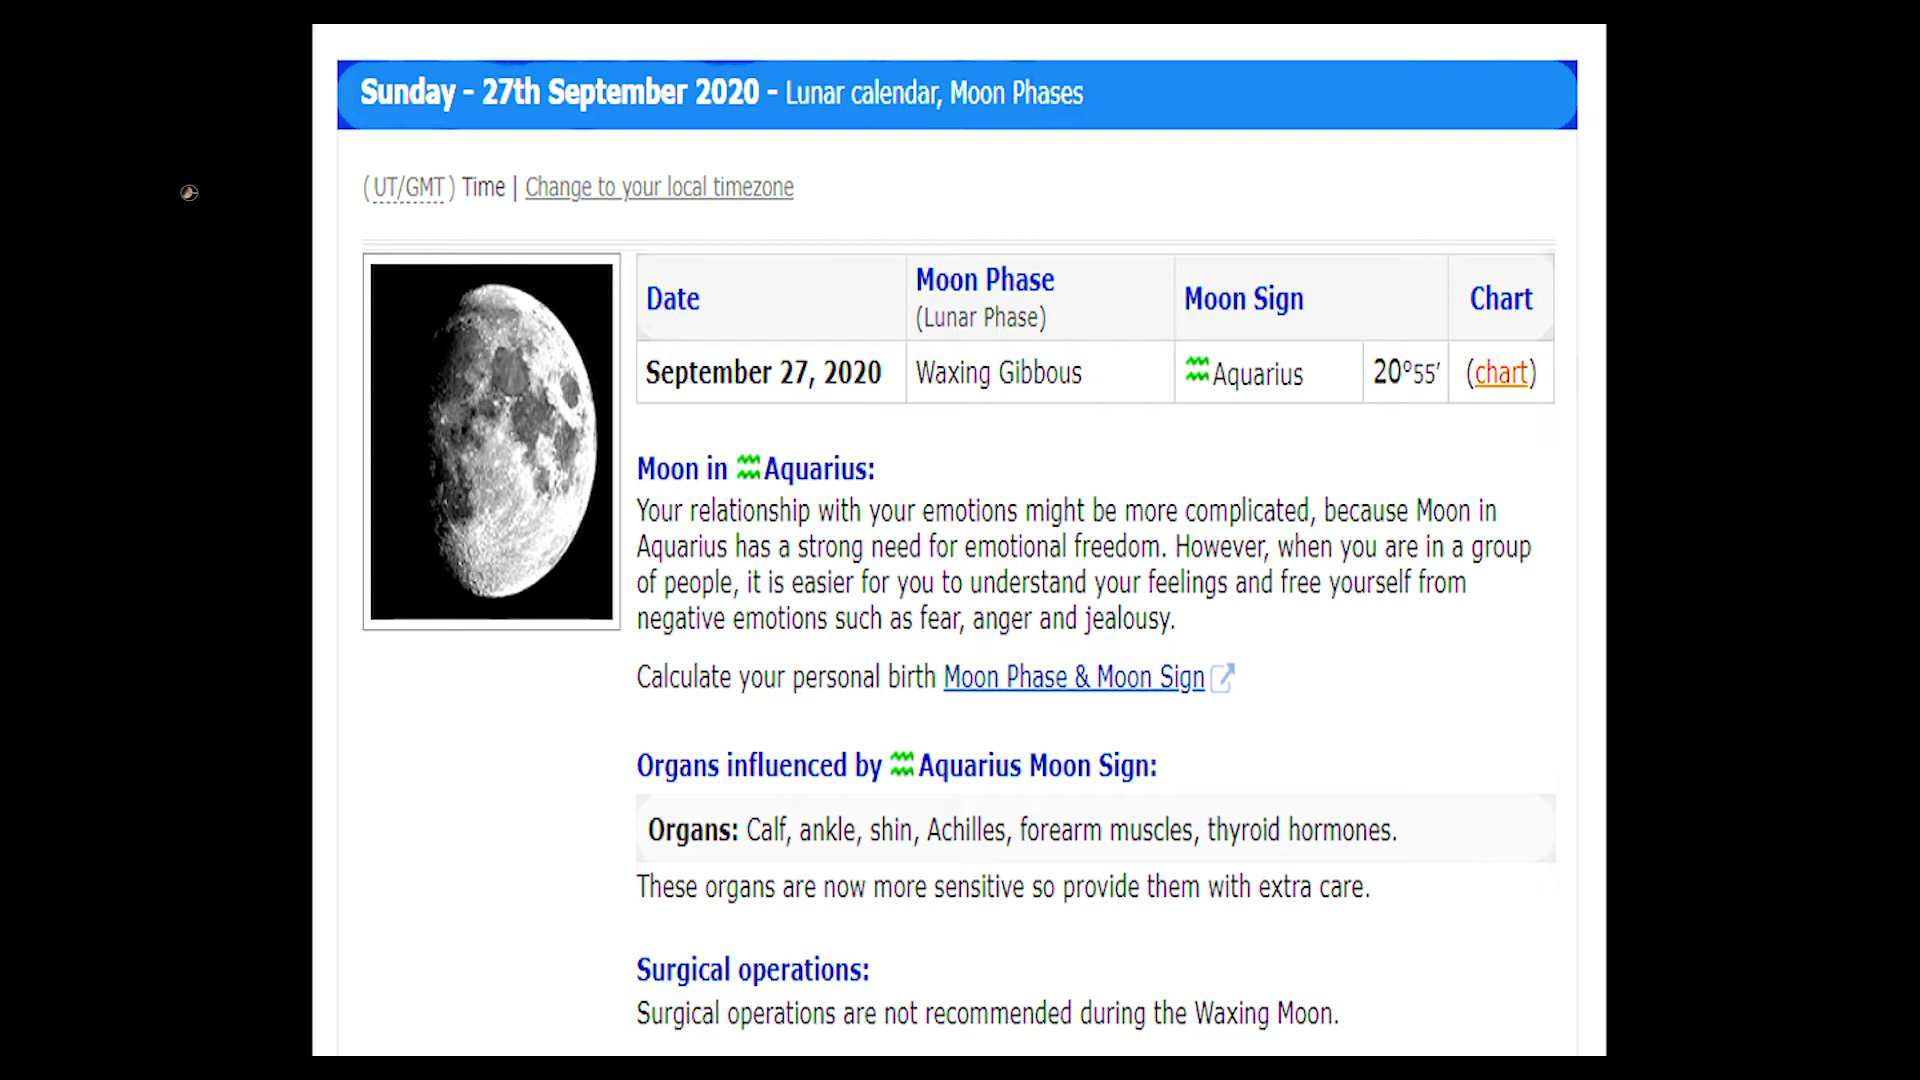 Sunday - 27th September 2020 - Lunar calendar, Moon Phases
(UT/GMT) Time | Change to your local timezone
Date
Moon Phase
(Lunar Phase)
Moon Sign
Chart
September 27, 2020
Waxing Gibbous
♒Aquarius
20°55′
(chart)
Moon in ♒Aquarius:
Your relationship with your emotions might be more complicated, because Moon in
Aquarius has a strong need for emotional freedom. However, when you are in a group
of people, it is easier for you to understand your feelings and free yourself from
negative emotions such as fear, anger and jealousy.
Calculate your personal birth Moon Phase & Moon Sign
Organs influenced by ♒Aquarius Moon Sign:
Organs: Calf, ankle, shin, Achilles, forearm muscles, thyroid hormones.
These organs are now more sensitive so provide them with extra care.
Surgical operations:
Surgical operations are not recommended during the Waxing Moon.